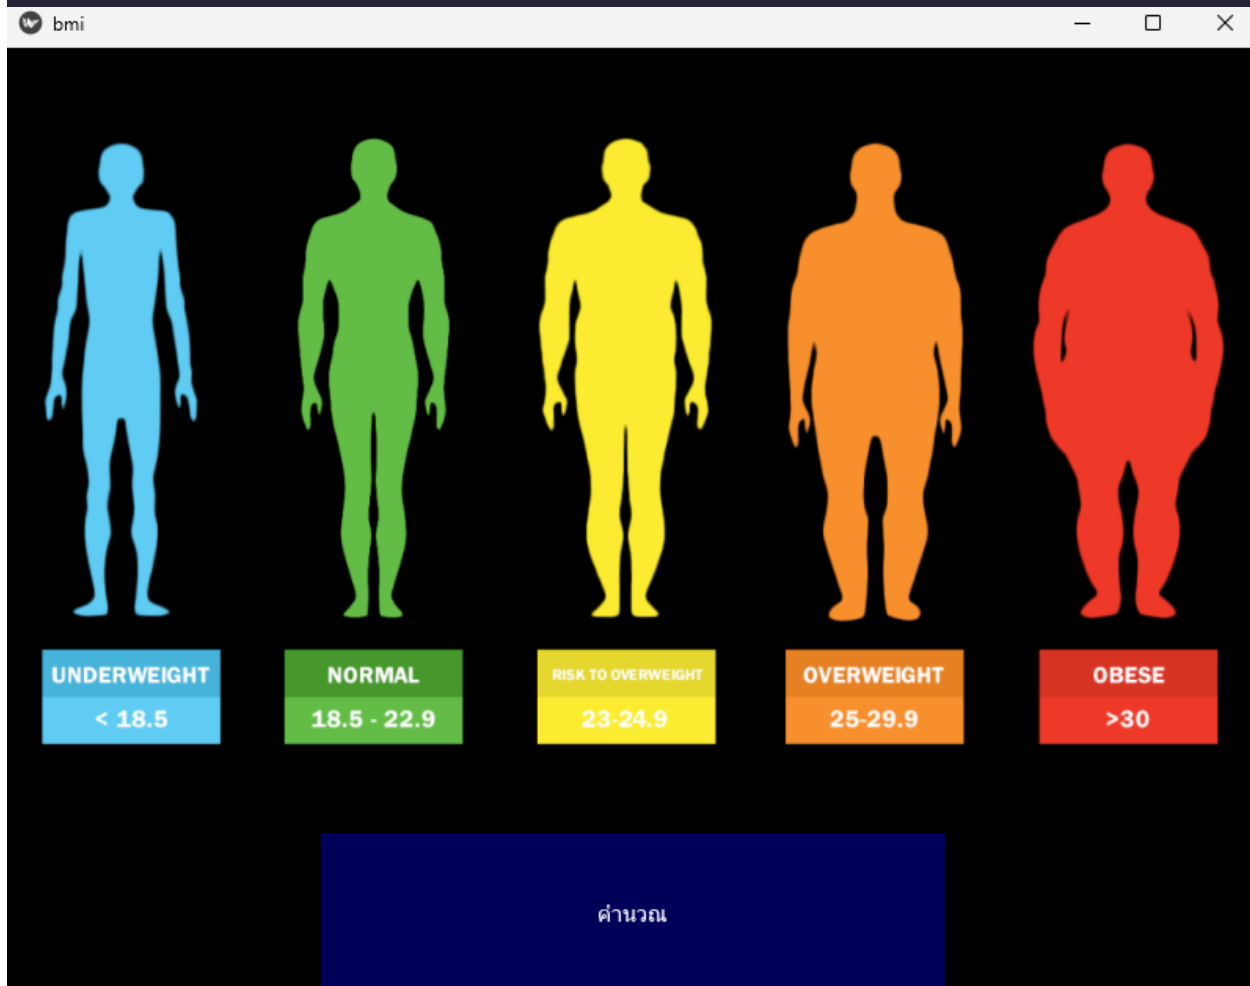 bmi
UNDERWEIGHT
< 18.5
NORMAL
18.5 - 22.9
RISK TO OVERWEIGHT
23-24.9
OVERWEIGHT
25-29.9
OBESE
>30
คำนวณ